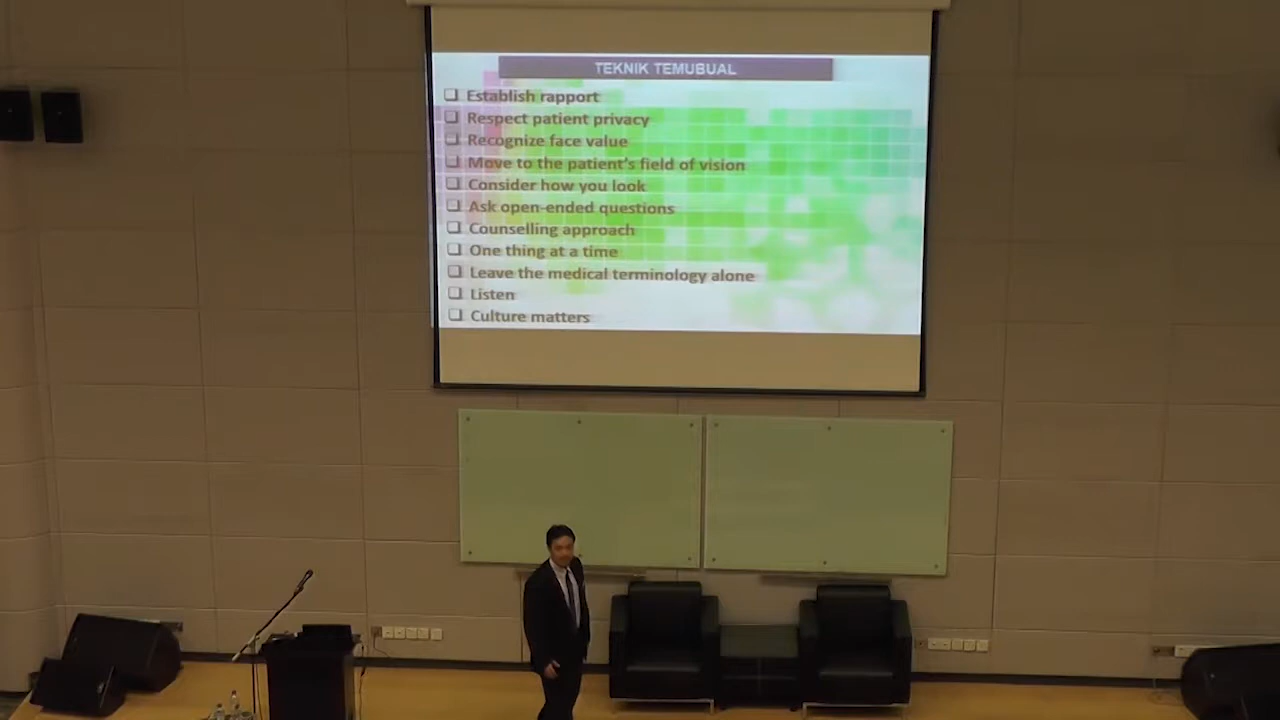 TEKNIK TEMUBUAL
Establish rapport
Respect patient privacy
Recognize face value
Move to the patient's field of vision
Consider how you look
Ask open-ended questions
Counselling approach
One thing at a time
Leave the medical terminology alone
Listen
Culture matters